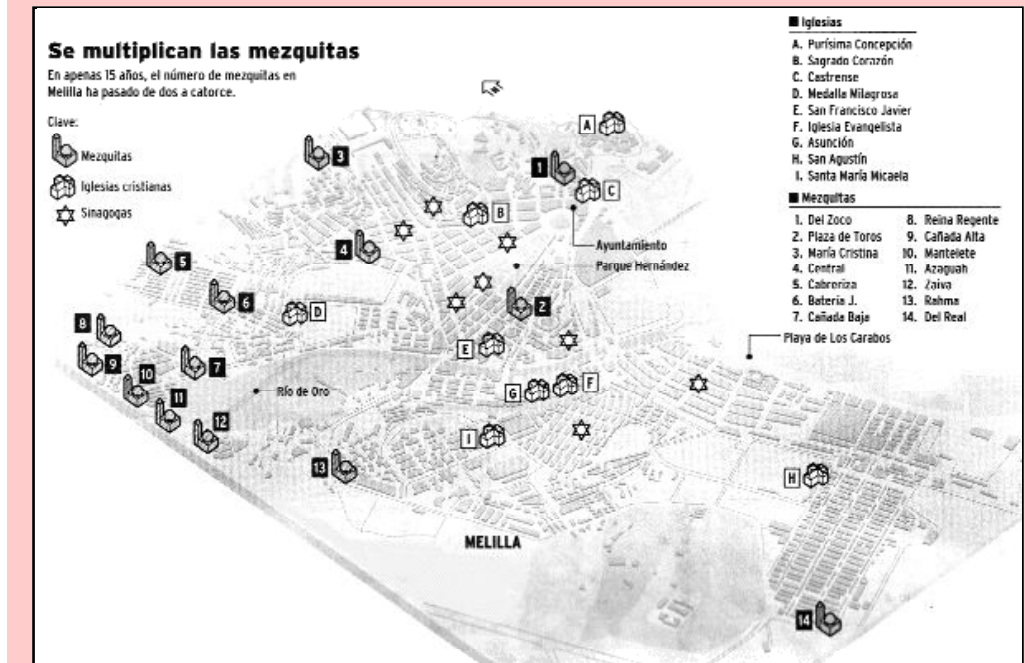 Se multiplican las mezquitas
En apenas 15 años, el número de mezquitas en
Melilla ha pasado de dos a catorce.
Clave:
Mezquitas
Iglesias cristianas
Sinagogas
Iglesias
A. Purísima Concepción
B. Sagrado Corazón
C. Castrense
D. Medalla Milagrosa
E. San Francisco Javier
F. Iglesia Evangelista
G. Asunción
H. San Agustín
I. Santa María Micaela
Mezquitas
1. Del Zoco
2. Plaza de Toros
3. María Cristina
4. Central
5. Cabreriza
6. Batería J.
7. Cañada Baja
8. Reina Regente
9. Cañada Alta
10. Mantelete
11. Azaguah
12. Zaiva
13. Rahma
14. Del Real
A
3
1
C
B
4
Ayuntamiento
5
Parque Hernández
6
D
2
8
E
Playa de Los Carabos
9
7
10
Río de Oro
G
F
11
12
I
13
H
MELILLA
14